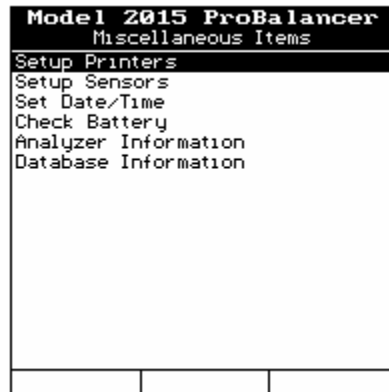 Model 2015 ProBalancer
Miscellaneous Items
Setup Printers
Setup Sensors
Set Date/Time
Check Battery
Analyzer Information
Database Information